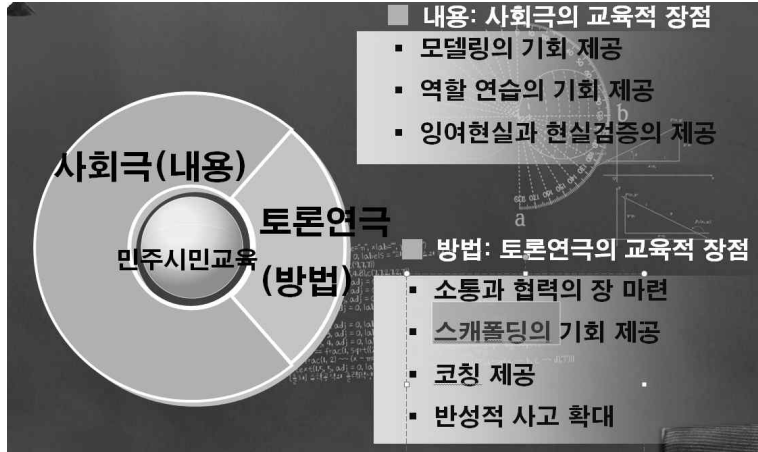 내용: 사회극의 교육적 장점
▪ 모델링의 기회 제공
▪ 역할 연습의 기회 제공
▪ 잉여현실과 현실검증의 제공
사회극(내용)
토론연극
(방법)
민주시민교육
방법: 토론연극의 교육적 장점
▪ 소통과 협력의 장 마련
▪ 스캐폴딩의 기회 제공
▪ 코칭 제공
▪ 반성적 사고 확대
b
a